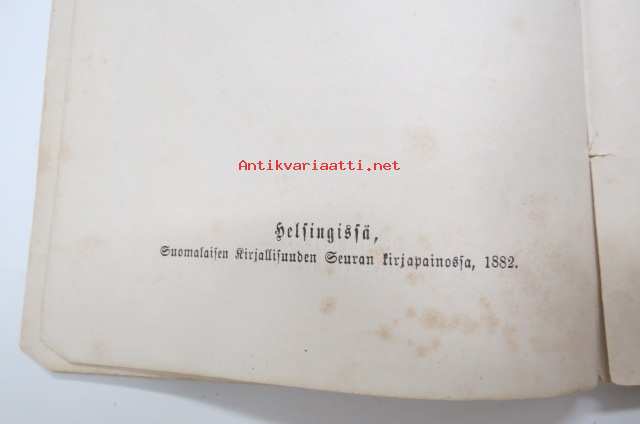 Antikvariaatti.net
Helsingissä,
Suomalaisen Kirjallisuuden Seuran kirjapainossa, 1882.